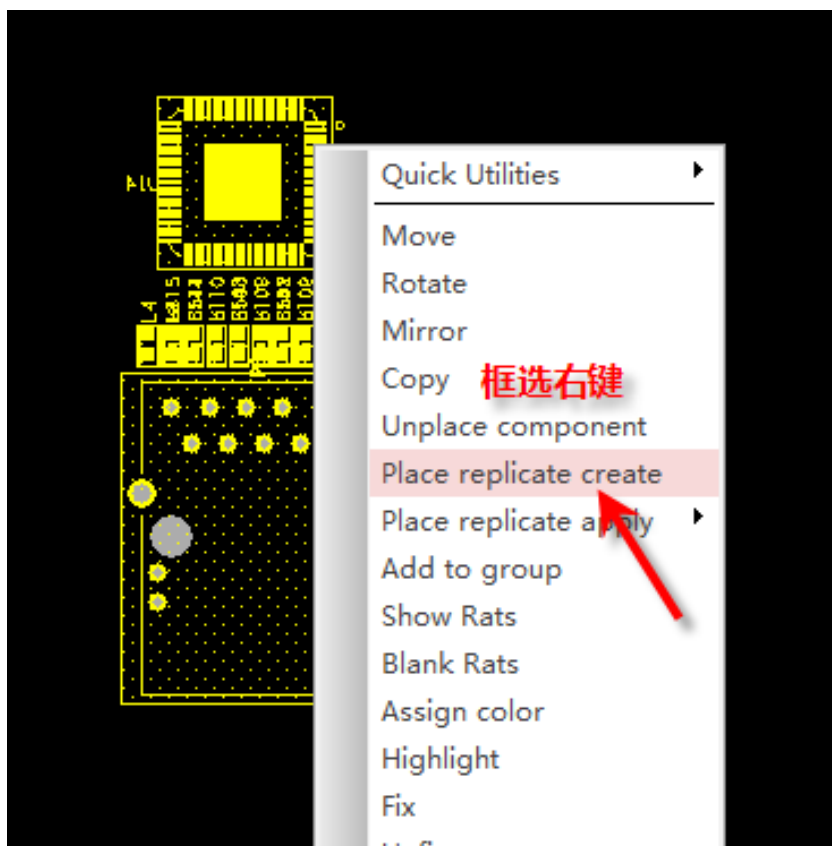 Quick Utilities
Move
Rotate
Mirror
Copy 框选右键
Unplace component
Place replicate create
Place replicate apply
Add to group
Show Rats
Blank Rats
Assign color
Highlight
Fix
L4